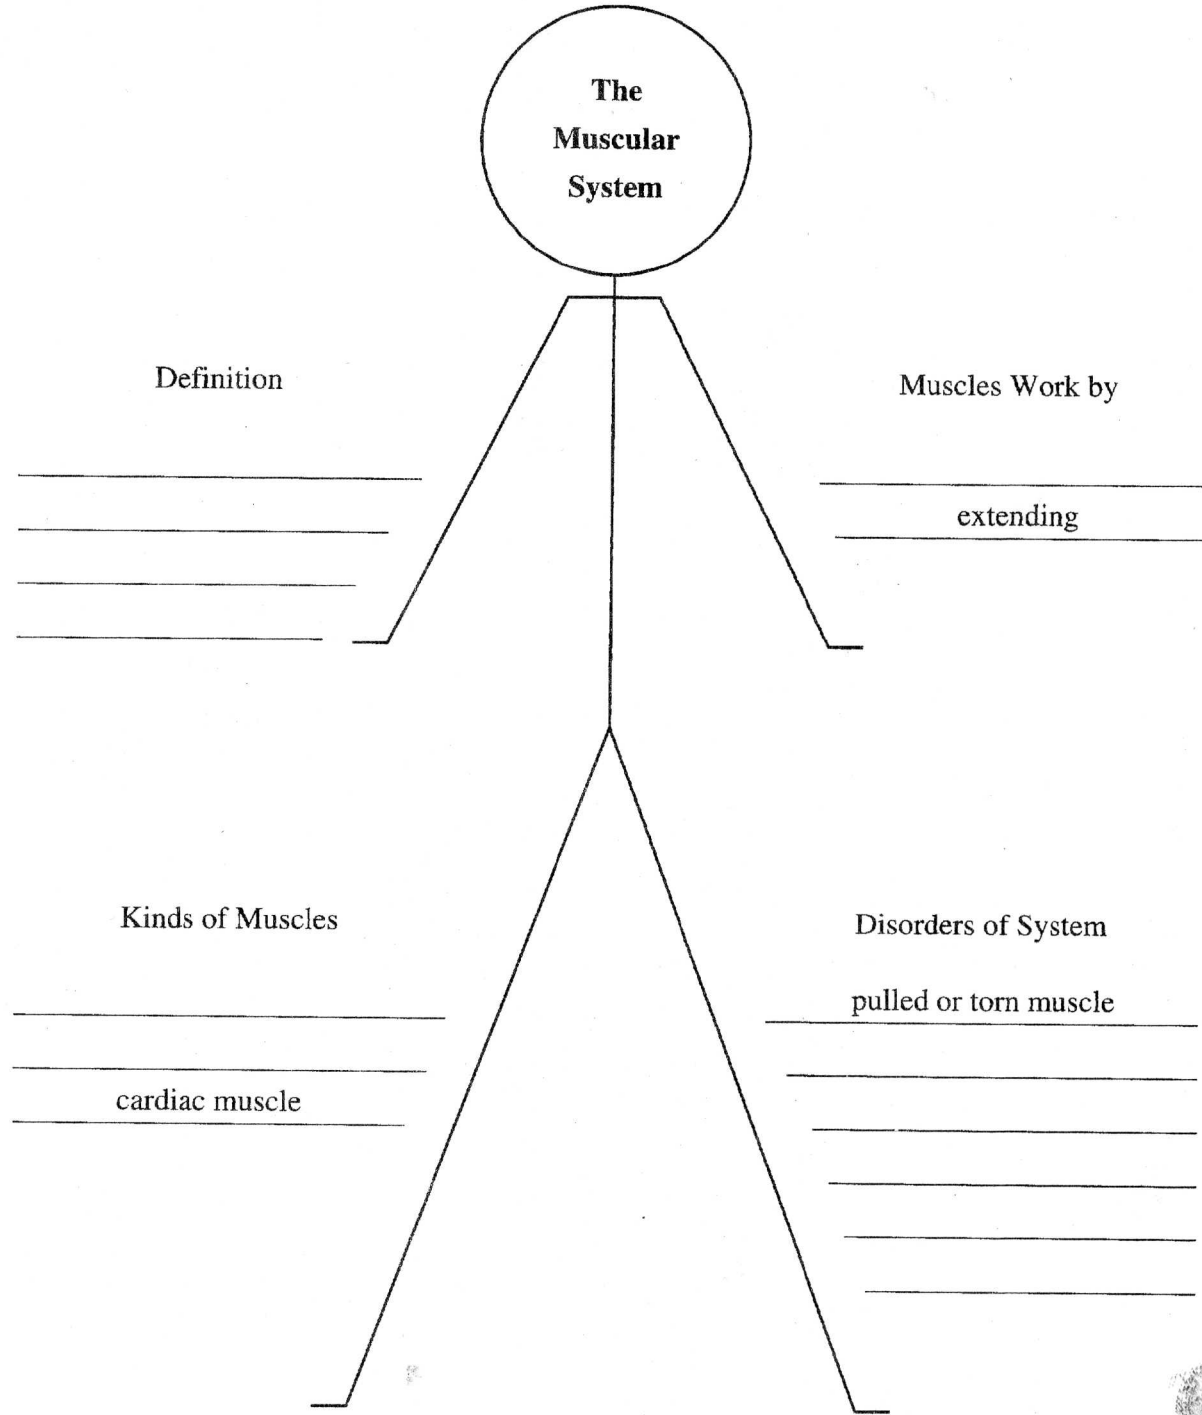 The
Muscular
System
Definition
Muscles Work by
extending
Kinds of Muscles
cardiac muscle
Disorders of System
pulled or torn muscle